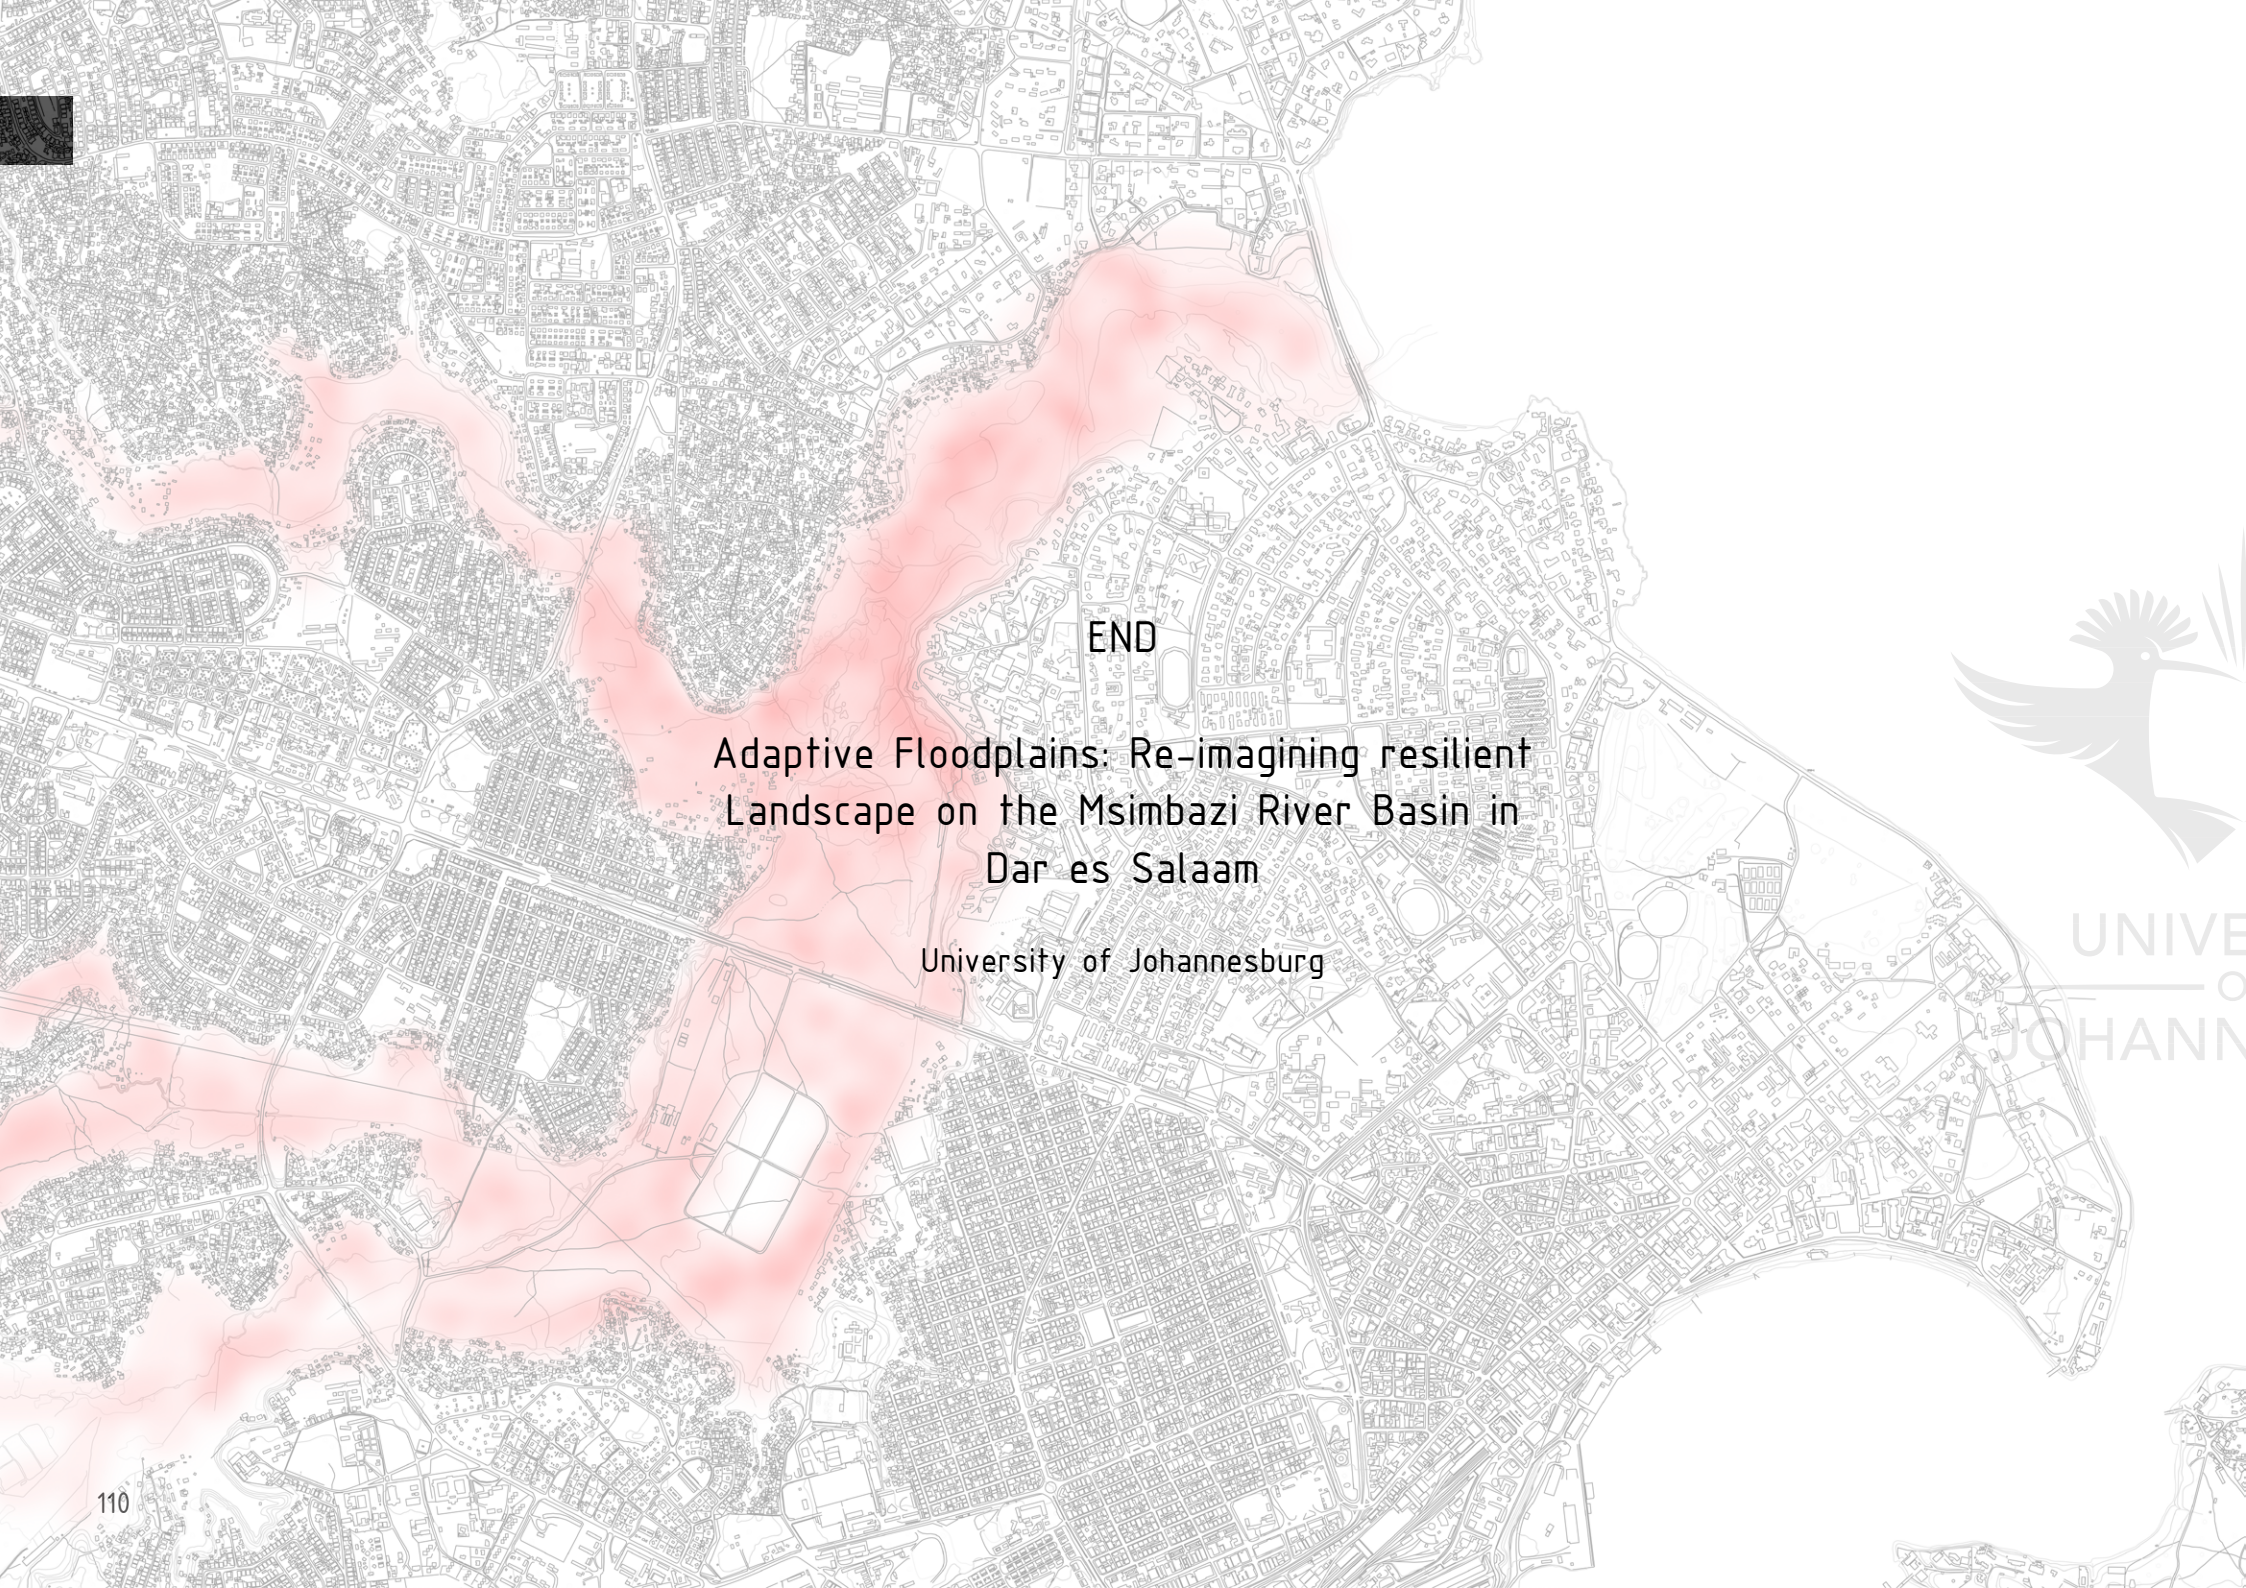 END
Adaptive Floodplains: Re-imagining resilient
Landscape on the Msimbazi River Basin in
Dar es Salaam
University of Johannesburg
UNIVE
O
JOHANN
110